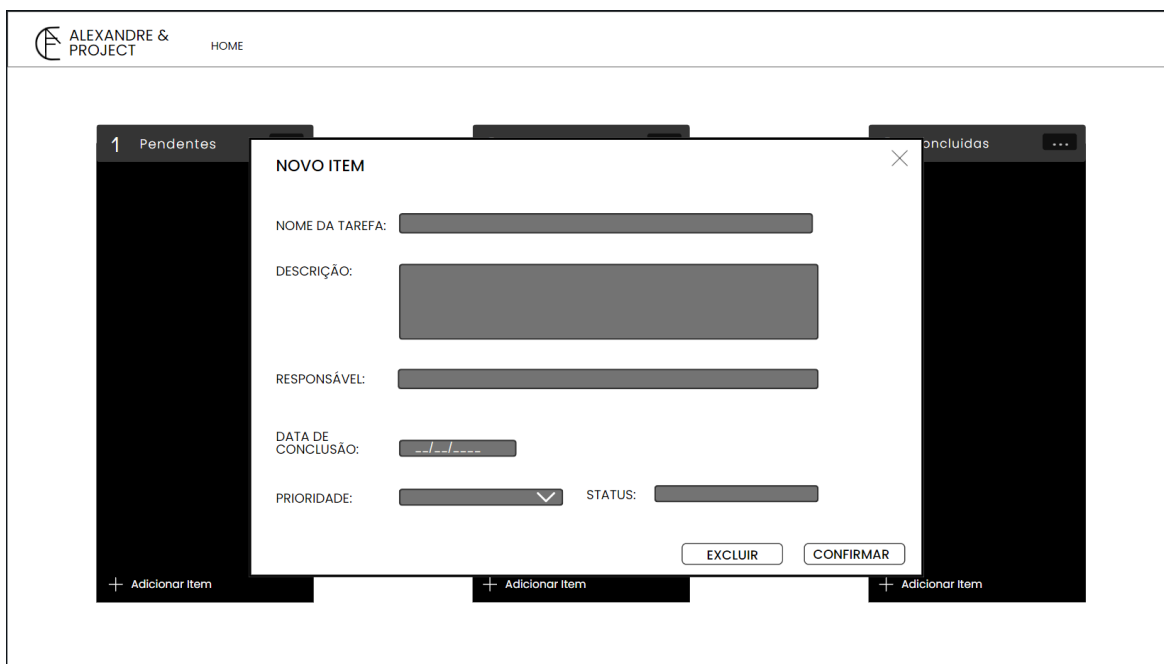 ALEXANDRE &
PROJECT
HOME
1 Pendentes
oncluidas ...
NOVO ITEM
NOME DA TAREFA:
DESCRIÇÃO:
RESPONSÁVEL:
DATA DE
CONCLUSÃO:
__/__/____
PRIORIDADE:
STATUS:
EXCLUIR
CONFIRMAR
Adicionar Item
Adicionar Item
Adicionar Item